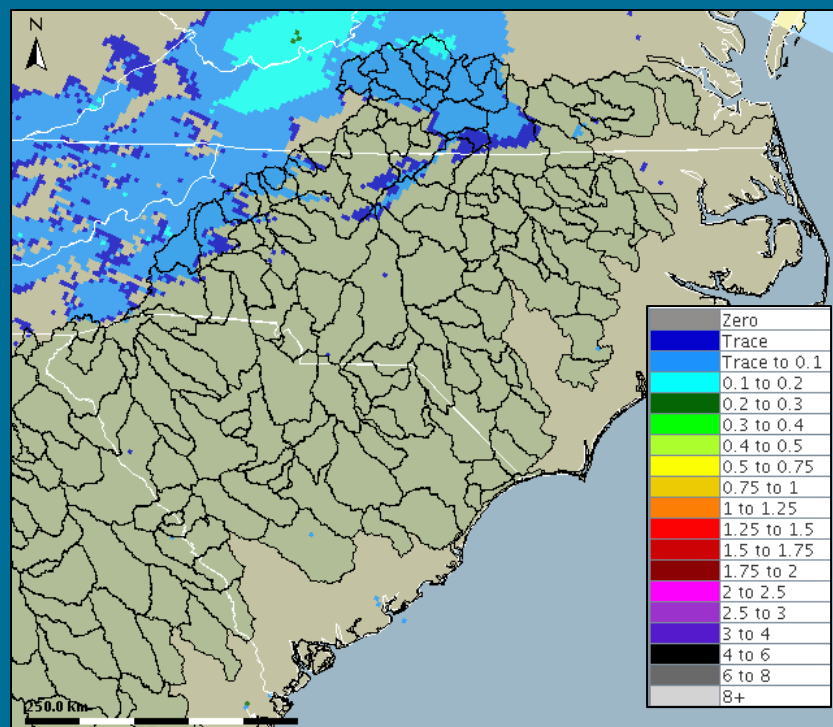 N
Zero
Trace
Trace to 0.1
0.1 to 0.2
0.2 to 0.3
0.3 to 0.4
0.4 to 0.5
0.5 to 0.75
0.75 to 1
1 to 1.25
1.25 to 1.5
1.5 to 1.75
1.75 to 2
2 to 2.5
2.5 to 3
3 to 4
4 to 6
6 to 8
8+
250.0 km